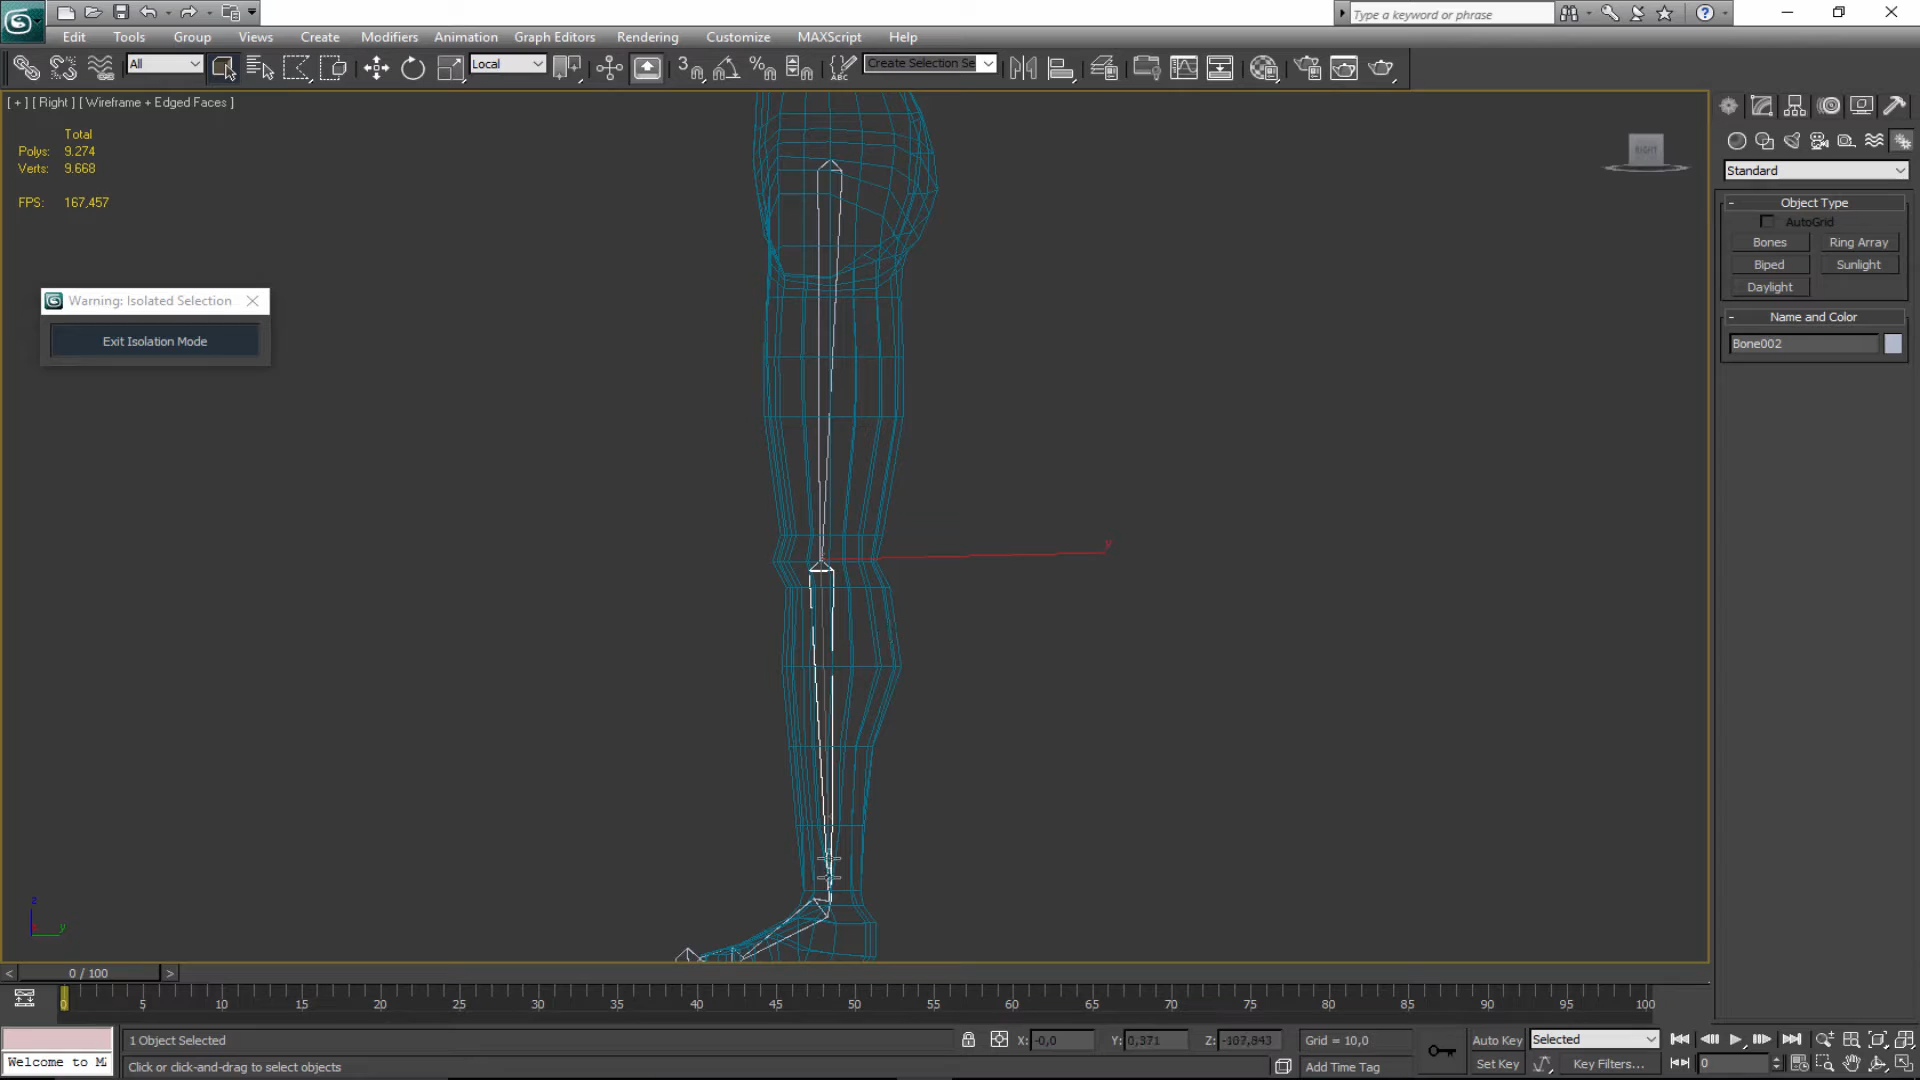 Type a keyword or phrase
Edit Tools Group Views Create Modifiers Animation Graph Editors Rendering Customize MAXScript Help
All
Local
3
ABC
Create Selection Se
[ + ] [ Right ] [ Wireframe + Edged Faces ]
Total
Polys: 9.274
Verts: 9.668
FPS: 167,457
Warning: Isolated Selection
Exit Isolation Mode
RIGHT
y
z
y
Standard
- Object Type
AutoGrid
Bones Ring Array
Biped Sunlight
Daylight
- Name and Color
Bone002
< 0 / 100 >
0 5 10 15 20 25 30 35 40 45 50 55 60 65 70 75 80 85 90 95 100
1 Object Selected
X: -0,0 Y: 0,371 Z: -107,843 Grid = 10,0
Auto Key Selected
Welcome to M
Click or click-and-drag to select objects
Add Time Tag
Set Key Key Filters... 0